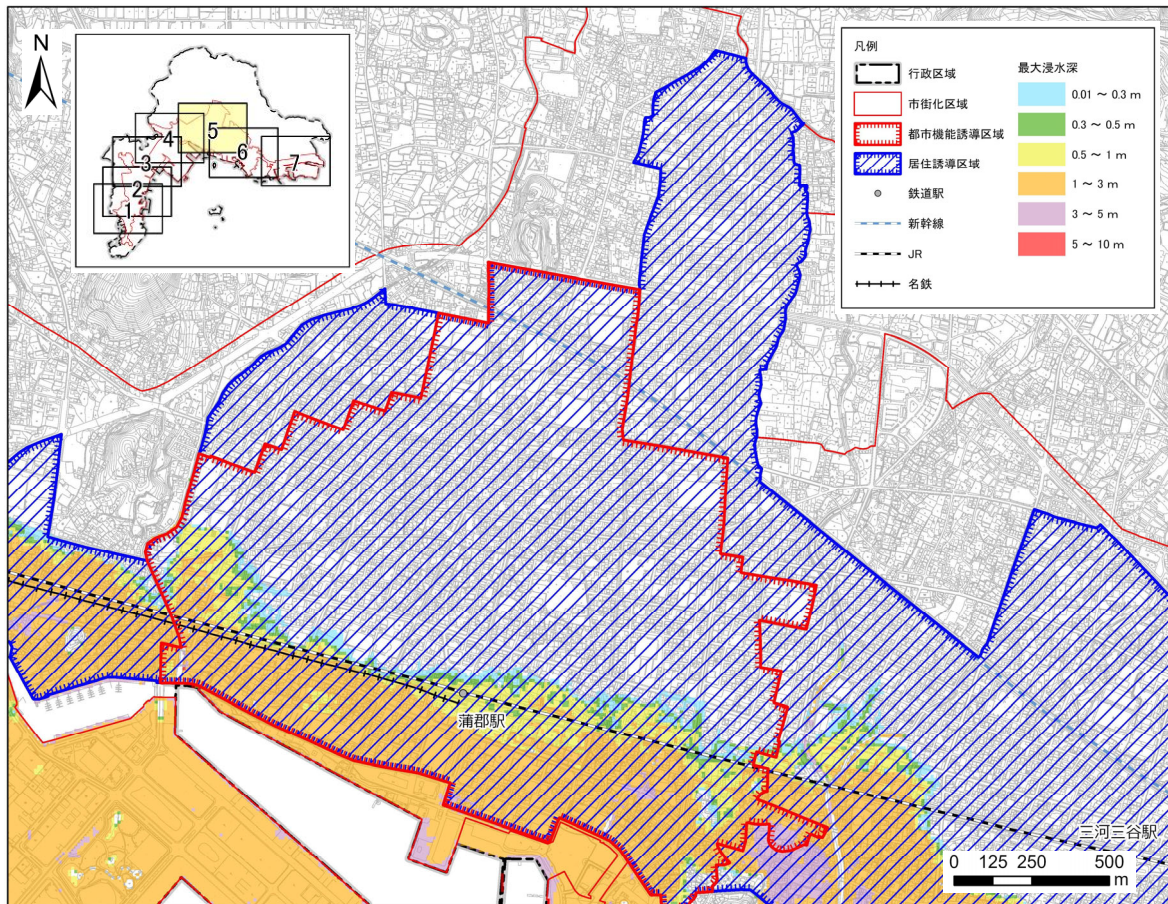 N
1
2
3
4
5
6
7
凡例
行政区域
市街化区域
都市機能誘導区域
居住誘導区域
鉄道駅
新幹線
JR
名鉄
最大浸水深
0.01 ～ 0.3 m
0.3 ～ 0.5 m
0.5 ～ 1 m
1 ～ 3 m
3 ～ 5 m
5 ～ 10 m
蒲郡駅
三河三谷駅
0 125 250 500
m